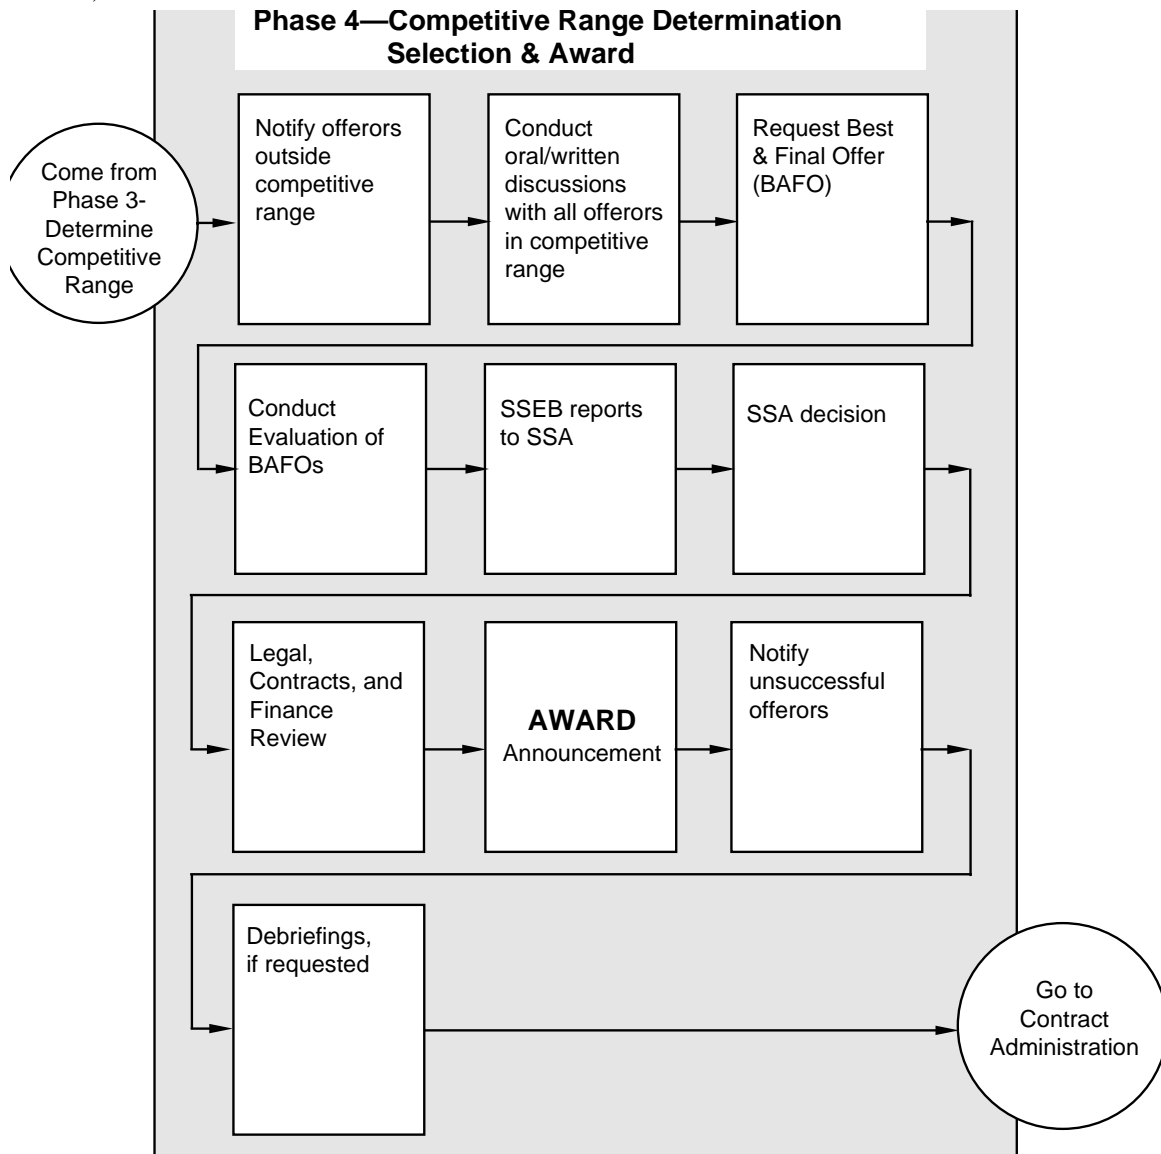 Phase 4—Competitive Range Determination
Selection & Award
Come from
Phase 3-
Determine
Competitive
Range
Notify offerors
outside
competitive
range
Conduct
oral/written
discussions
with all offerors
in competitive
range
Request Best
& Final Offer
(BAFO)
Conduct
Evaluation of
BAFOs
SSEB reports
to SSA
SSA decision
Legal,
Contracts, and
Finance
Review
AWARD
Announcement
Notify
unsuccessful
offerors
Debriefings,
if requested
Go to
Contract
Administration